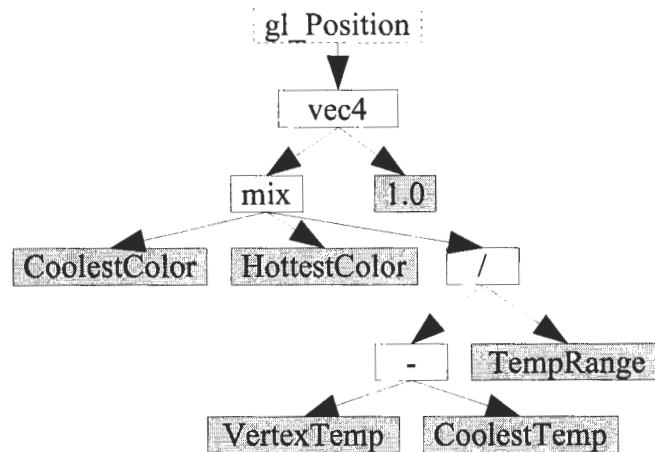 gl_Position
vec4
mix 1.0
CoolestColor HottestColor /
- TempRange
VertexTemp CoolestTemp